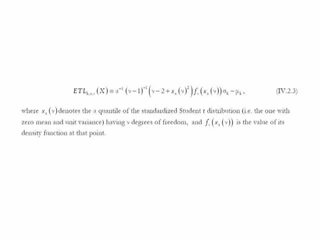 ETL_{h,α,ν}(X) = α⁻¹(ν−1)⁻¹(ν−2+x_α(ν)²)f_ν(x_α(ν))σ_h − μ_h, (IV.2.5)
where x_α(ν) denotes the α quantile of the standardized Student t distribution (i.e. the one with
zero mean and unit variance) having ν degrees of freedom, and f_ν(x_α(ν)) is the value of its
density function at that point.